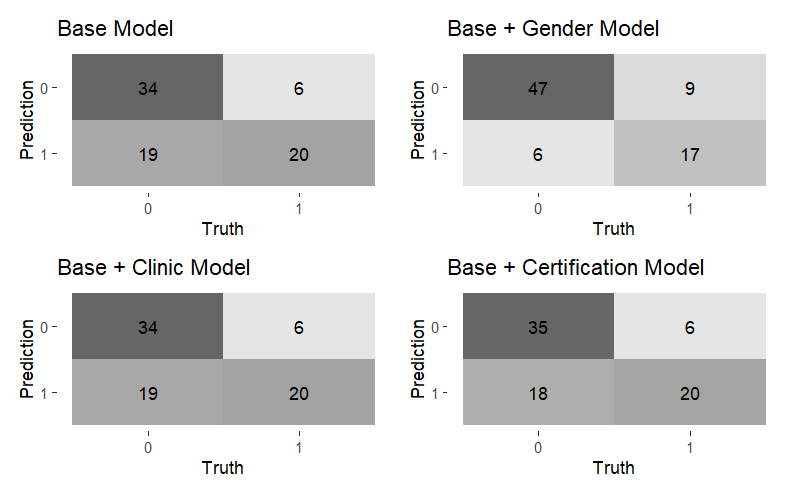 Base Model
Prediction
0
34
6
1
19
20
0
1
Truth
Base + Gender Model
Prediction
0
47
9
1
6
17
0
1
Truth
Base + Clinic Model
Prediction
0
34
6
1
19
20
0
1
Truth
Base + Certification Model
Prediction
0
35
6
1
18
20
0
1
Truth